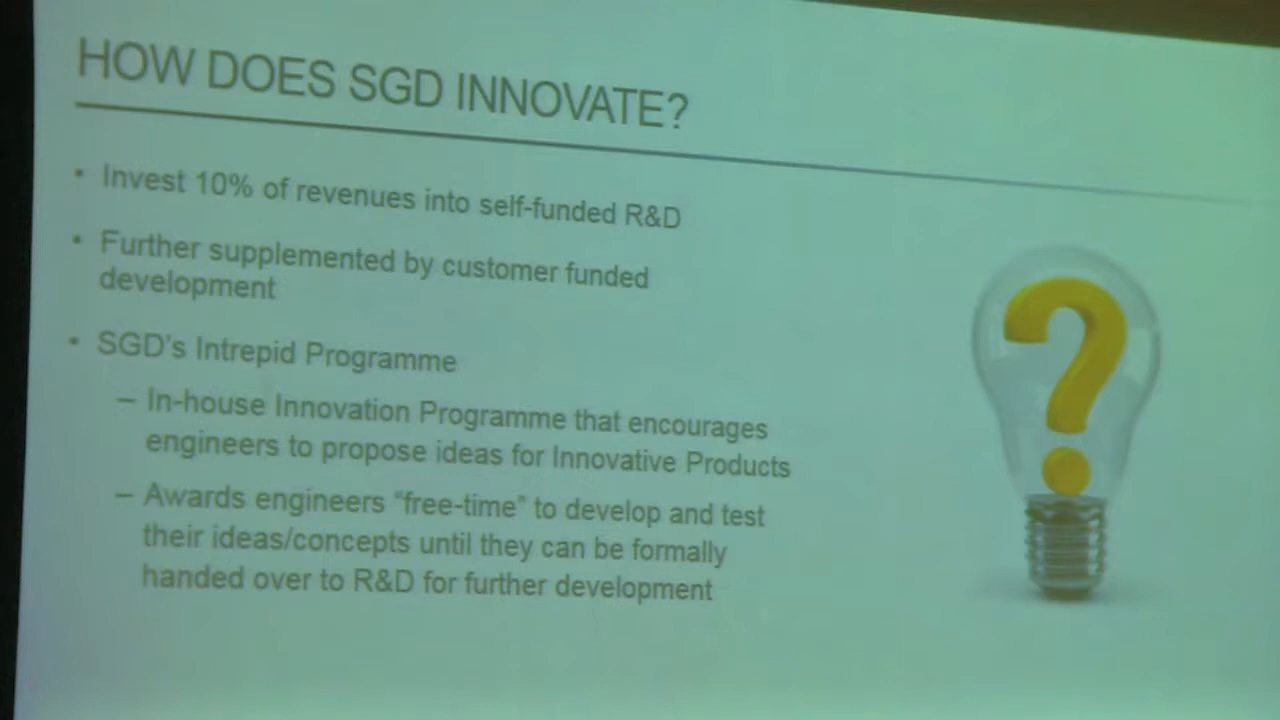 HOW DOES SGD INNOVATE?
• Invest 10% of revenues into self-funded R&D
• Further supplemented by customer funded
development
• SGD's Intrepid Programme
– In-house Innovation Programme that encourages
engineers to propose ideas for Innovative Products
– Awards engineers “free-time” to develop and test
their ideas/concepts until they can be formally
handed over to R&D for further development
?